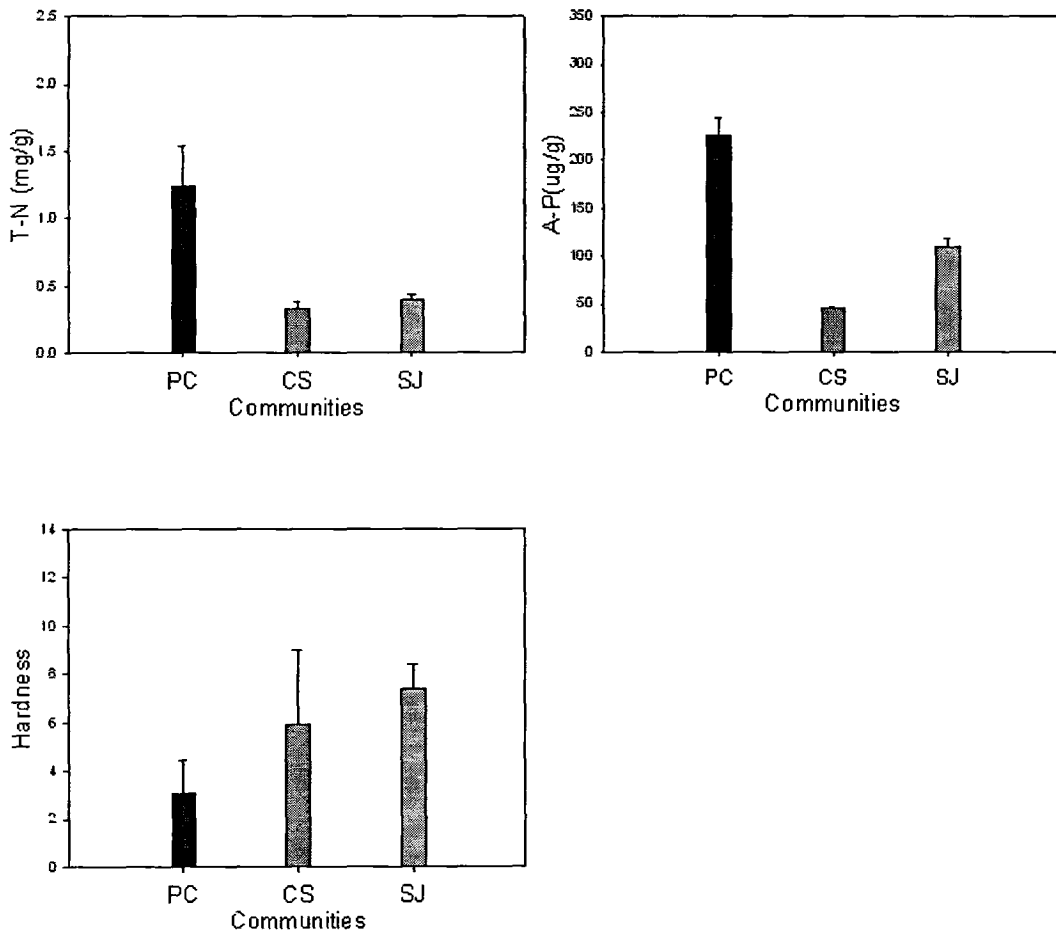 2.5
2.0
1.5
1.0
0.5
0.0
T-N (mg/g)
PC CS SJ
Communities
350
300
250
200
150
100
50
0
A-P(ug/g)
PC CS SJ
Communities
14
12
10
8
6
4
2
0
Hardness
PC CS SJ
Communities